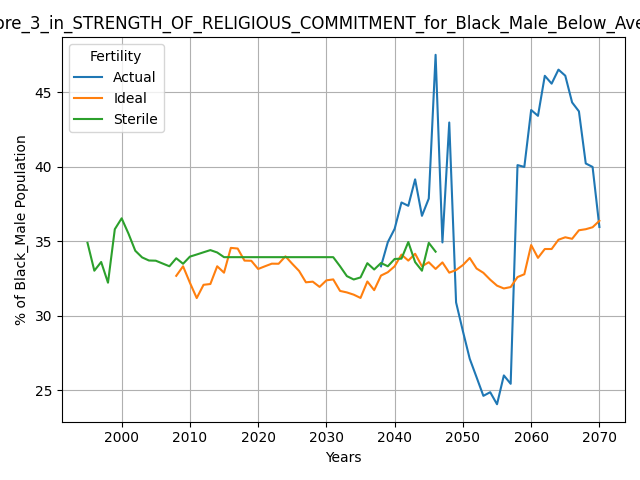 ore_3_in_STRENGTH_OF_RELIGIOUS_COMMITMENT_for_Black_Male_Below_Ave
Fertility
Actual
Ideal
Sterile
% of Black_Male Population
45
40
35
30
25
2000
2010
2020
2030
2040
2050
2060
2070
Years